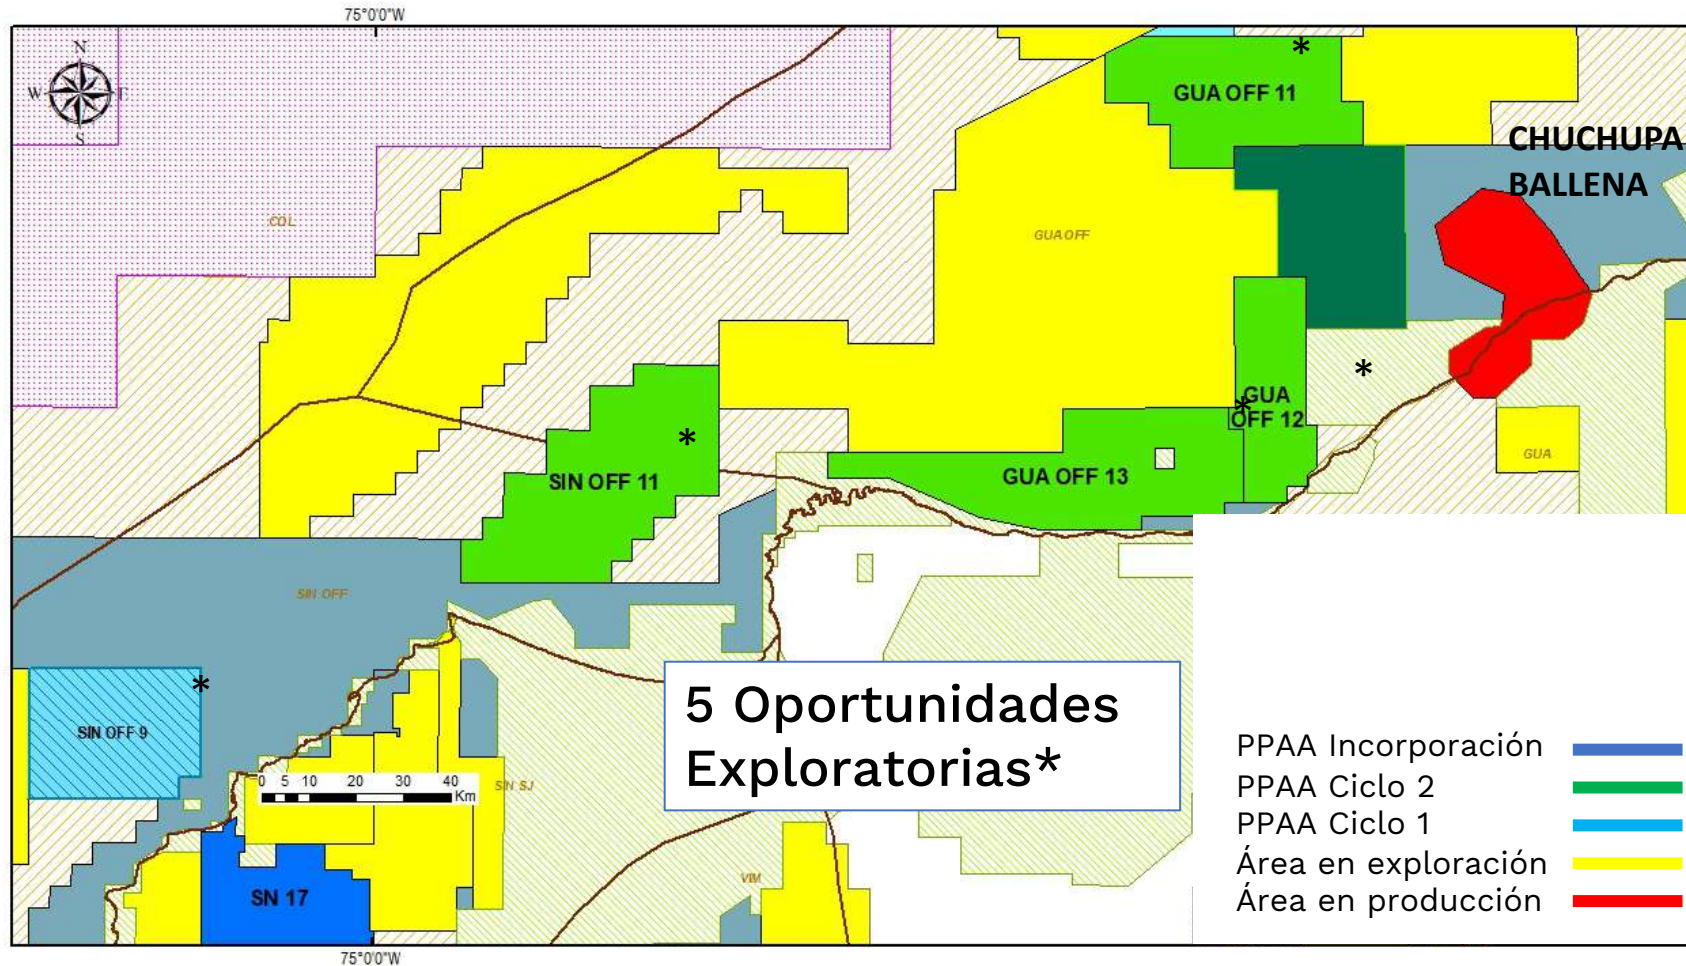 75°0'0"W
N
W E
S
GUA OFF 11
*
CHUCHUPA
BALLENA
COL
GUA OFF
*
GUA
OFF 12
*
*
SIN OFF 11
GUA OFF 13
GUA
SIN OFF
*
SIN OFF 9
5 Oportunidades
Exploratorias*
0 5 10 20 30 40
Km
SIN SJ
PPAA Incorporación
PPAA Ciclo 2
PPAA Ciclo 1
Área en exploración
Área en producción
VIM
SN 17
75°0'0"W